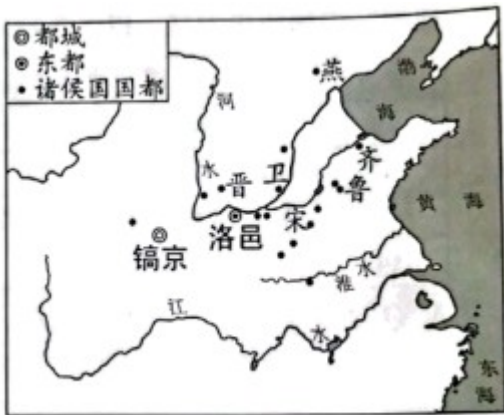 都城
东都
诸侯国国都
燕
渤
海
河
水
晋
卫
齐
鲁
宋
黄
海
洛邑
镐京
淮
水
江
水
东
海